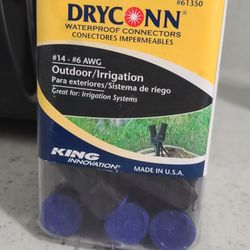 #61350
DRYCONN
WATERPROOF CONNECTORS
CONECTORES IMPERMEABLES
#14 - #6 AWG
Outdoor/Irrigation
Para exteriores/Sistema de riego
Great for: Irrigation Systems
KING
INNOVATION
MADE IN U.S.A.